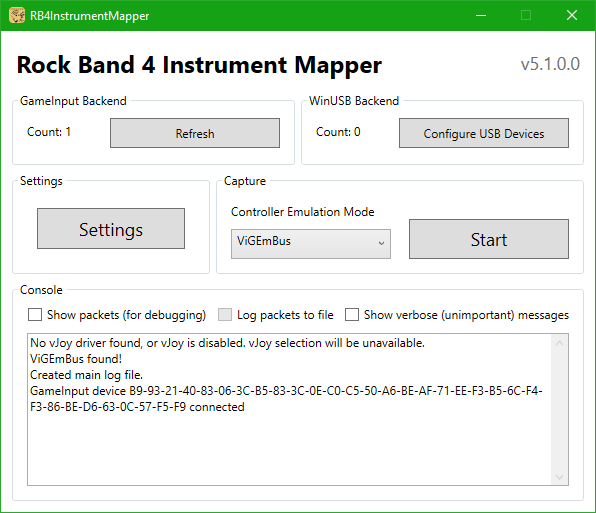 RB4InstrumentMapper
Rock Band 4 Instrument Mapper
v5.1.0.0
GameInput Backend
WinUSB Backend
Count: 1
Refresh
Count: 0
Configure USB Devices
Settings
Capture
Settings
Controller Emulation Mode
ViGEmBus
Start
Console
Show packets (for debugging)
Log packets to file
Show verbose (unimportant) messages
No vJoy driver found, or vJoy is disabled. vJoy selection will be unavailable.
ViGEmBus found!
Created main log file.
GameInput device B9-93-21-40-83-06-3C-B5-83-3C-0E-C0-C5-50-A6-BE-AF-71-EE-F3-B5-6C-F4-
F3-86-BE-D6-63-0C-57-F5-F9 connected